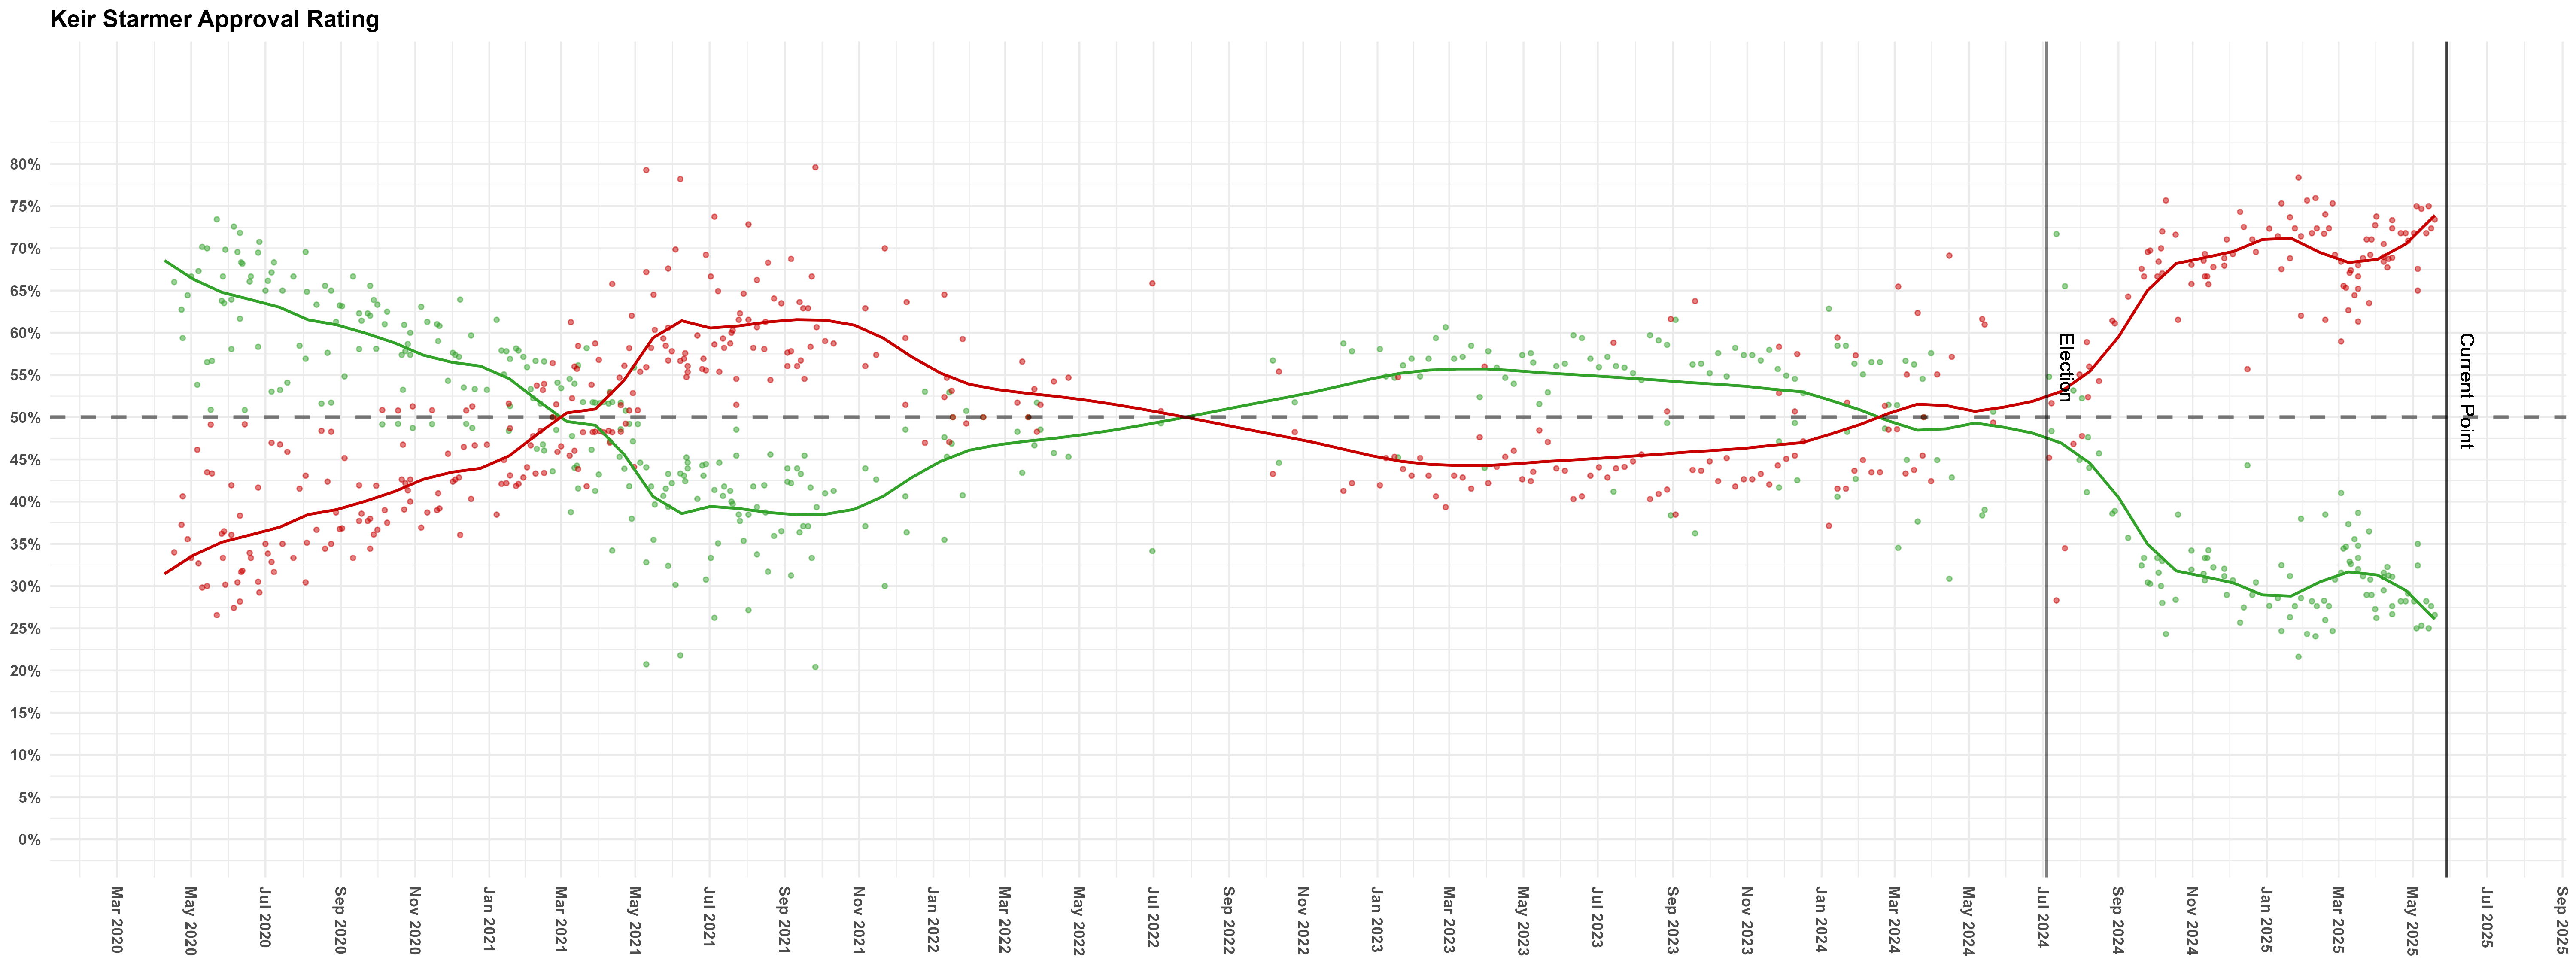 Keir Starmer Approval Rating
80%
75%
70%
65%
60%
55%
50%
45%
40%
35%
30%
25%
20%
15%
10%
5%
0%
Election
Current Point
Mar 2020
May 2020
Jul 2020
Sep 2020
Nov 2020
Jan 2021
Mar 2021
May 2021
Jul 2021
Sep 2021
Nov 2021
Jan 2022
Mar 2022
May 2022
Jul 2022
Sep 2022
Nov 2022
Jan 2023
Mar 2023
May 2023
Jul 2023
Sep 2023
Nov 2023
Jan 2024
Mar 2024
May 2024
Jul 2024
Sep 2024
Nov 2024
Jan 2025
Mar 2025
May 2025
Jul 2025
Sep 2025